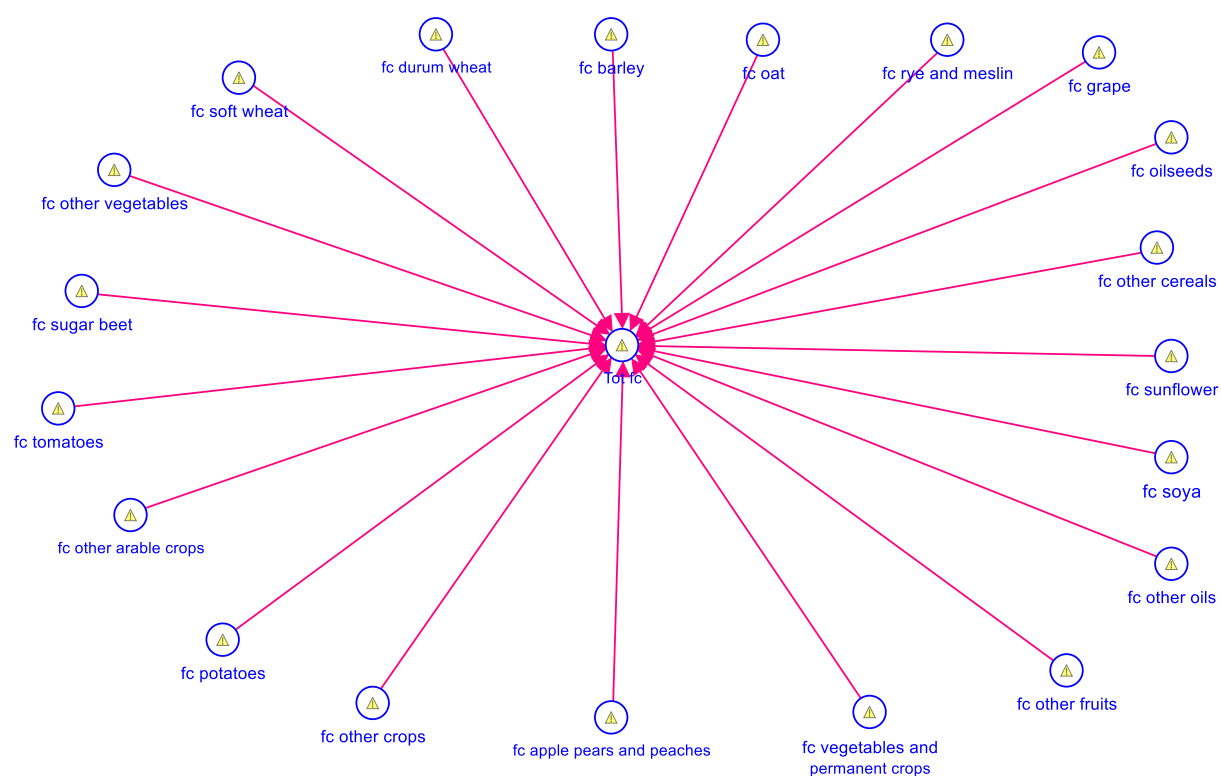 fc durum wheat
fc barley
fc oat
fc rye and meslin
fc grape
fc soft wheat
fc oilseeds
fc other vegetables
fc other cereals
fc sugar beet
Tot fc
fc sunflower
fc tomatoes
fc soya
fc other arable crops
fc other oils
fc potatoes
fc other fruits
fc other crops
fc apple pears and peaches
fc vegetables and
permanent crops